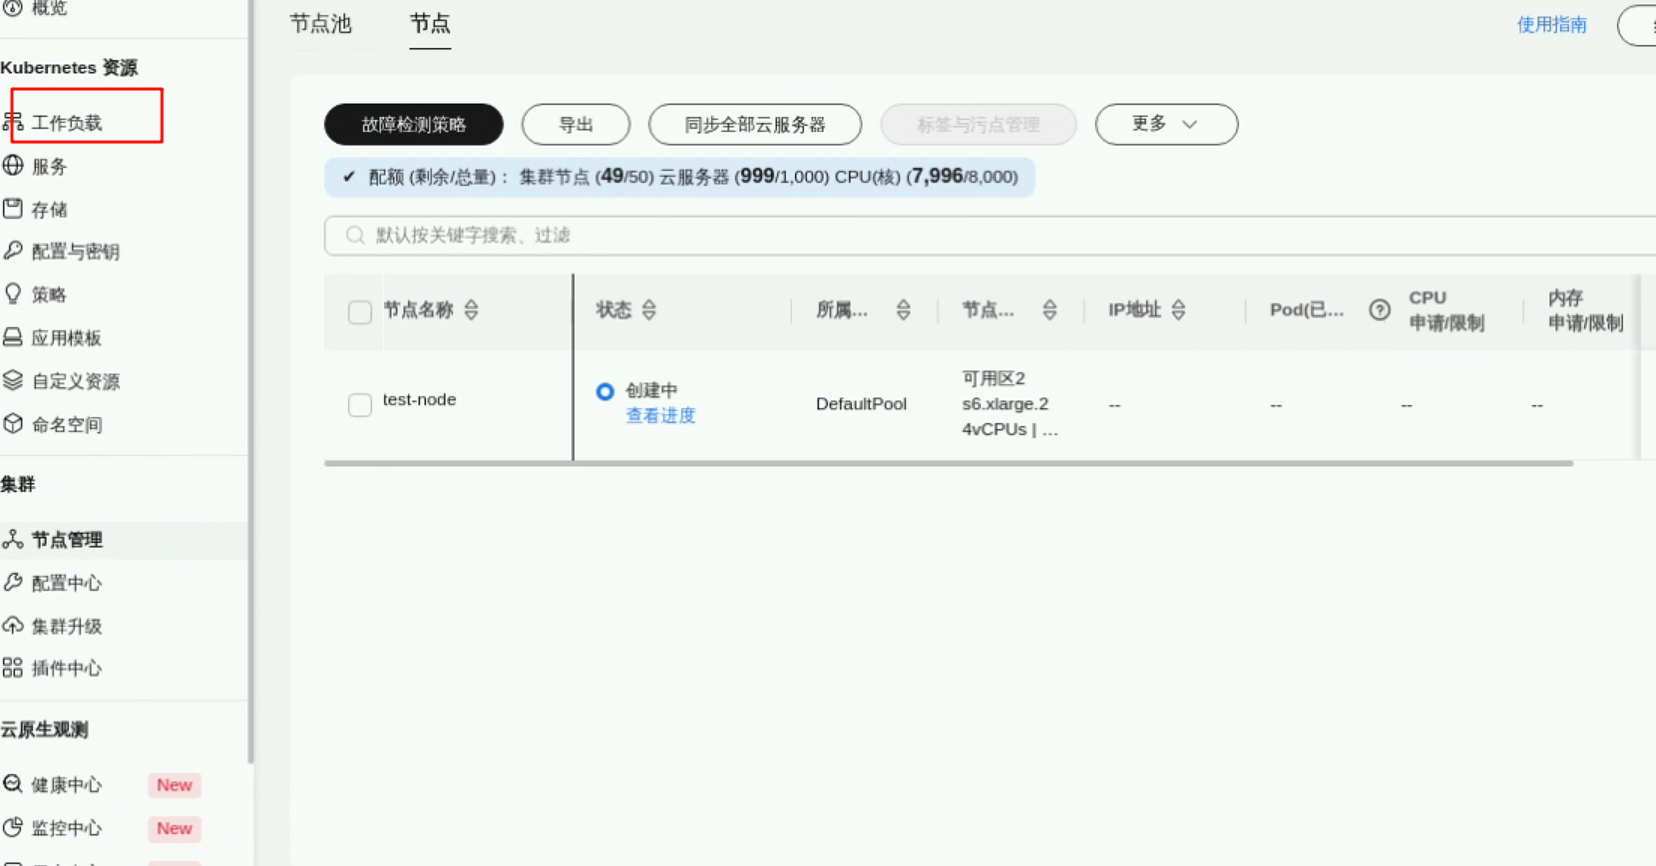 概览
Kubernetes 资源
工作负载
服务
存储
配置与密钥
策略
应用模板
自定义资源
命名空间
集群
节点管理
配置中心
集群升级
插件中心
云原生观测
健康中心 New
监控中心 New
节点池 节点
使用指南
故障检测策略 导出 同步全部云服务器 标签与污点管理 更多
✔ 配额 (剩余/总量)： 集群节点 (49/50) 云服务器 (999/1,000) CPU(核) (7,996/8,000)
默认按关键字搜索、过滤
节点名称 状态 所属... 节点... IP地址 Pod(已... CPU 申请/限制 内存 申请/限制
test-node
创建中
查看进度
DefaultPool
可用区2
s6.xlarge.2
4vCPUs | ...
-- -- -- --